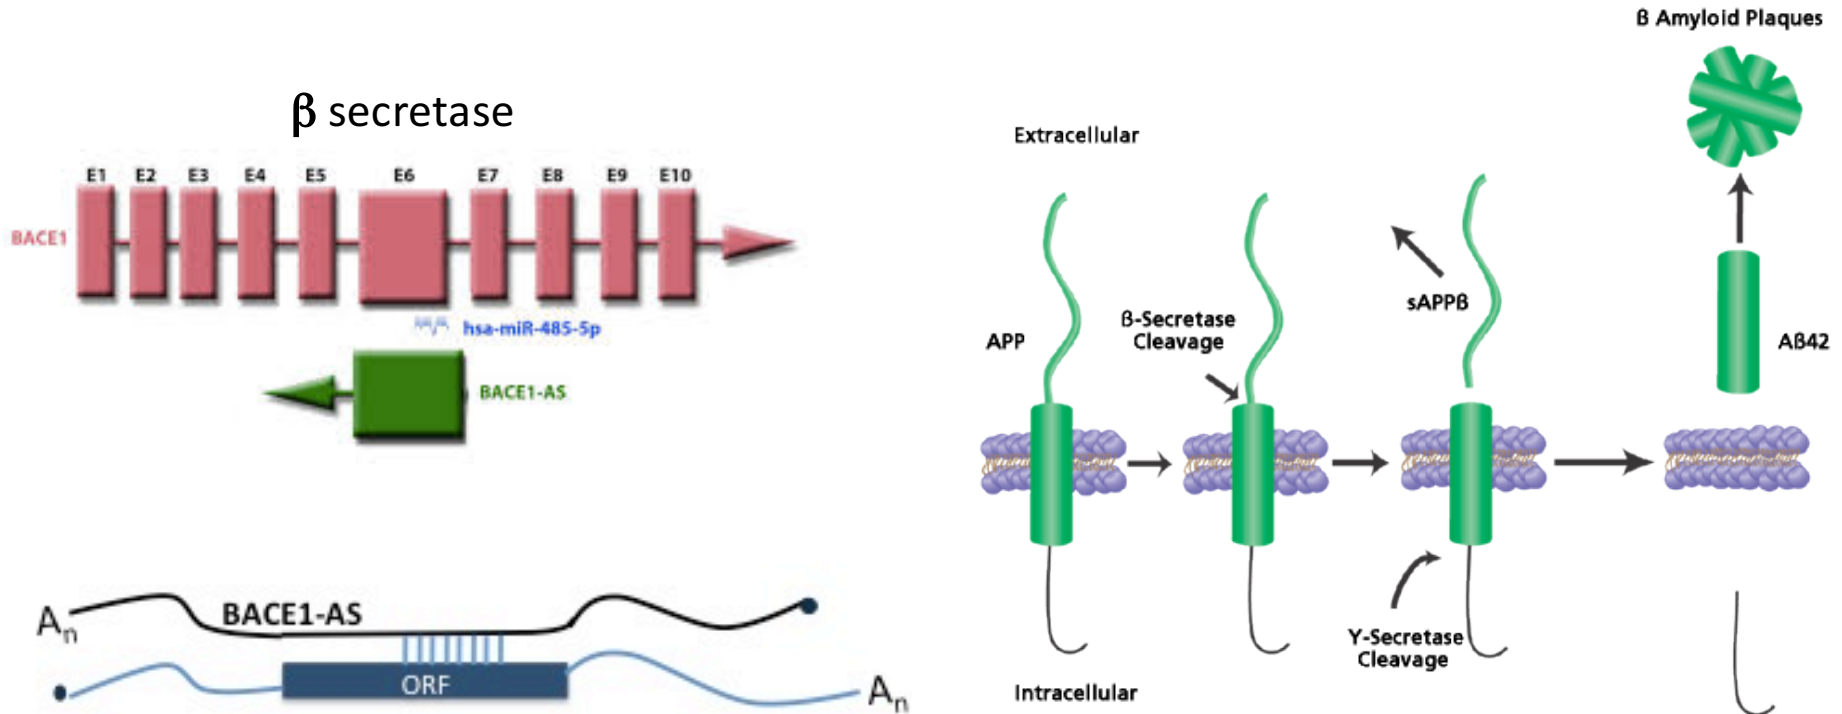 β secretase
E1 E2 E3 E4 E5 E6 E7 E8 E9 E10
BACE1
hsa-miR-485-5p
BACE1-AS
An
BACE1-AS
ORF
An
ß Amyloid Plaques
Extracellular
APP
ß-Secretase
Cleavage
sAPPß
Aß42
Y-Secretase
Cleavage
Intracellular